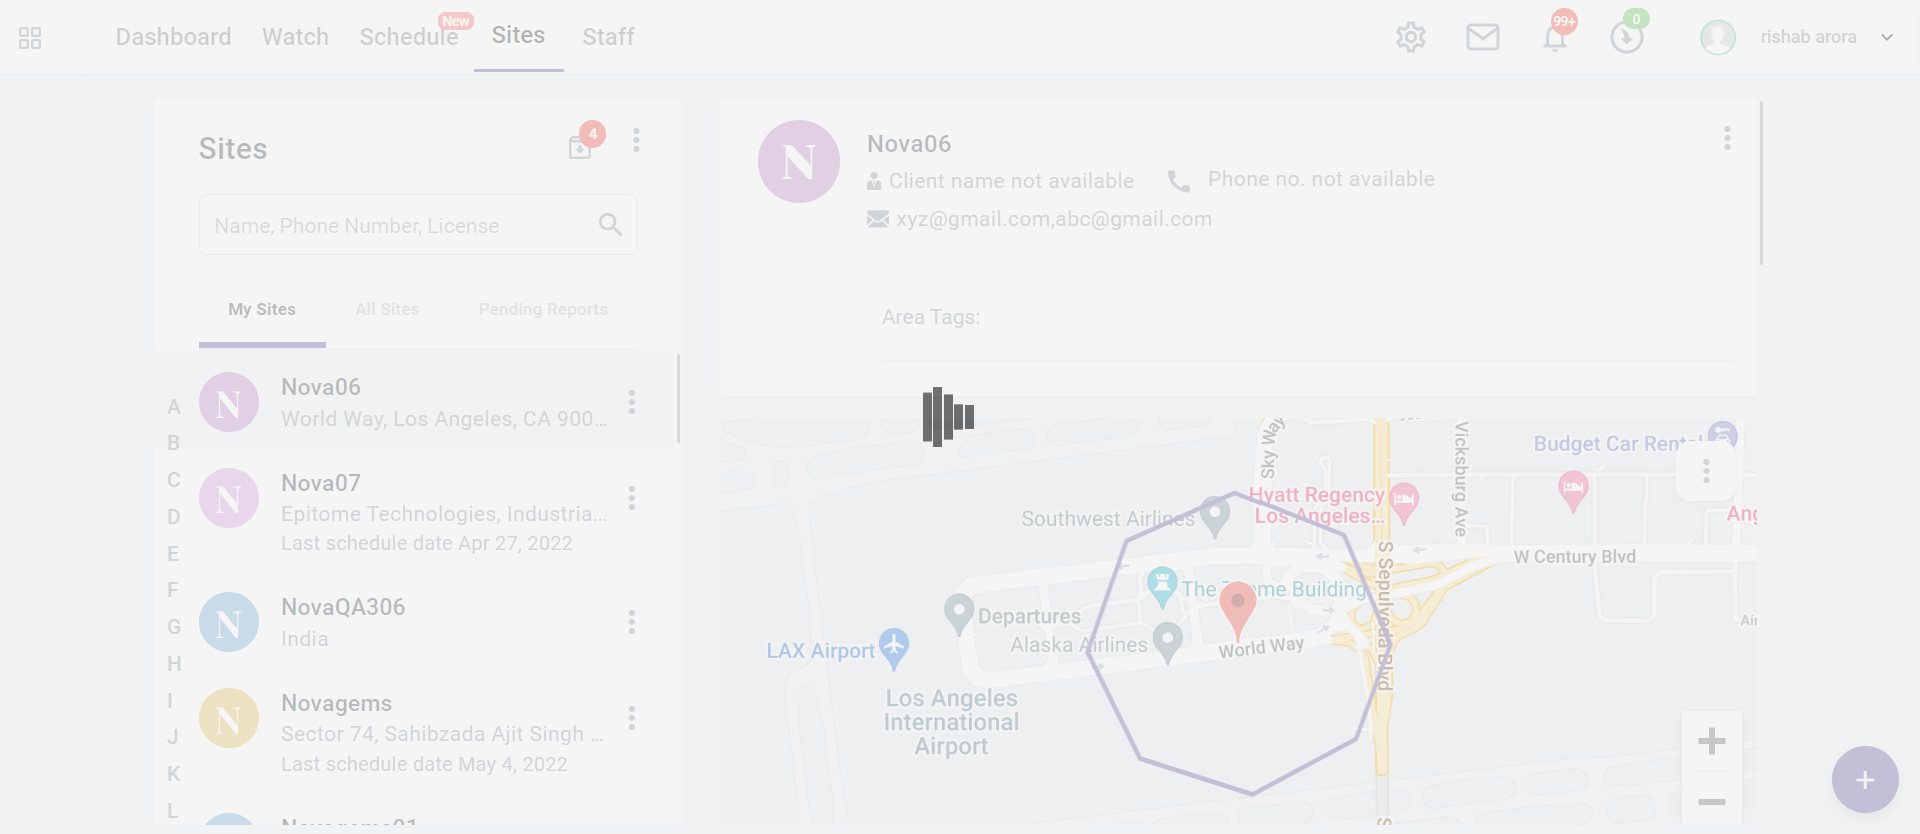 Dashboard
Watch
Schedule
New
Sites
Staff
99+
0
rishab arora
Sites
4
Name, Phone Number, License
My Sites
All Sites
Pending Reports
A
B
C
D
E
F
G
H
I
J
K
L
N
Nova06
World Way, Los Angeles, CA 900...
N
Nova07
Epitome Technologies, Industria...
Last schedule date Apr 27, 2022
N
NovaQA306
India
N
Novagems
Sector 74, Sahibzada Ajit Singh ...
Last schedule date May 4, 2022
N
Nova06
Client name not available
Phone no. not available
xyz@gmail.com,abc@gmail.com
Area Tags:
Sky Way
Vicksburg Ave
Budget Car Rental
Hyatt Regency
Los Angeles...
Southwest Airlines
W Century Blvd
S Sepulveda Blvd
The Theme Building
Departures
Alaska Airlines
World Way
LAX Airport
Los Angeles
International
Airport